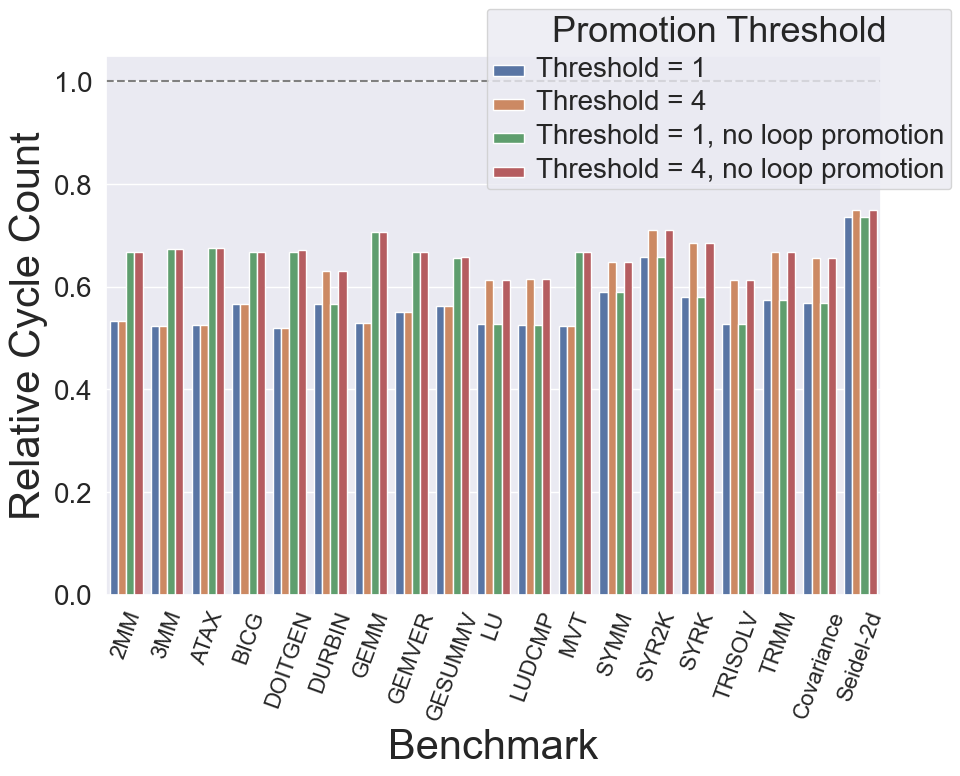 Promotion Threshold
Threshold = 1
Threshold = 4
Threshold = 1, no loop promotion
Threshold = 4, no loop promotion
Relative Cycle Count
1.0
0.8
0.6
0.4
0.2
0.0
2MM
3MM
ATAX
BICG
DOITGEN
DURBIN
GEMM
GEMVER
GESUMMV
LU
LUDCMP
MVT
SYMM
SYR2K
SYRK
TRISOLV
TRMM
Covariance
Seidel-2d
Benchmark